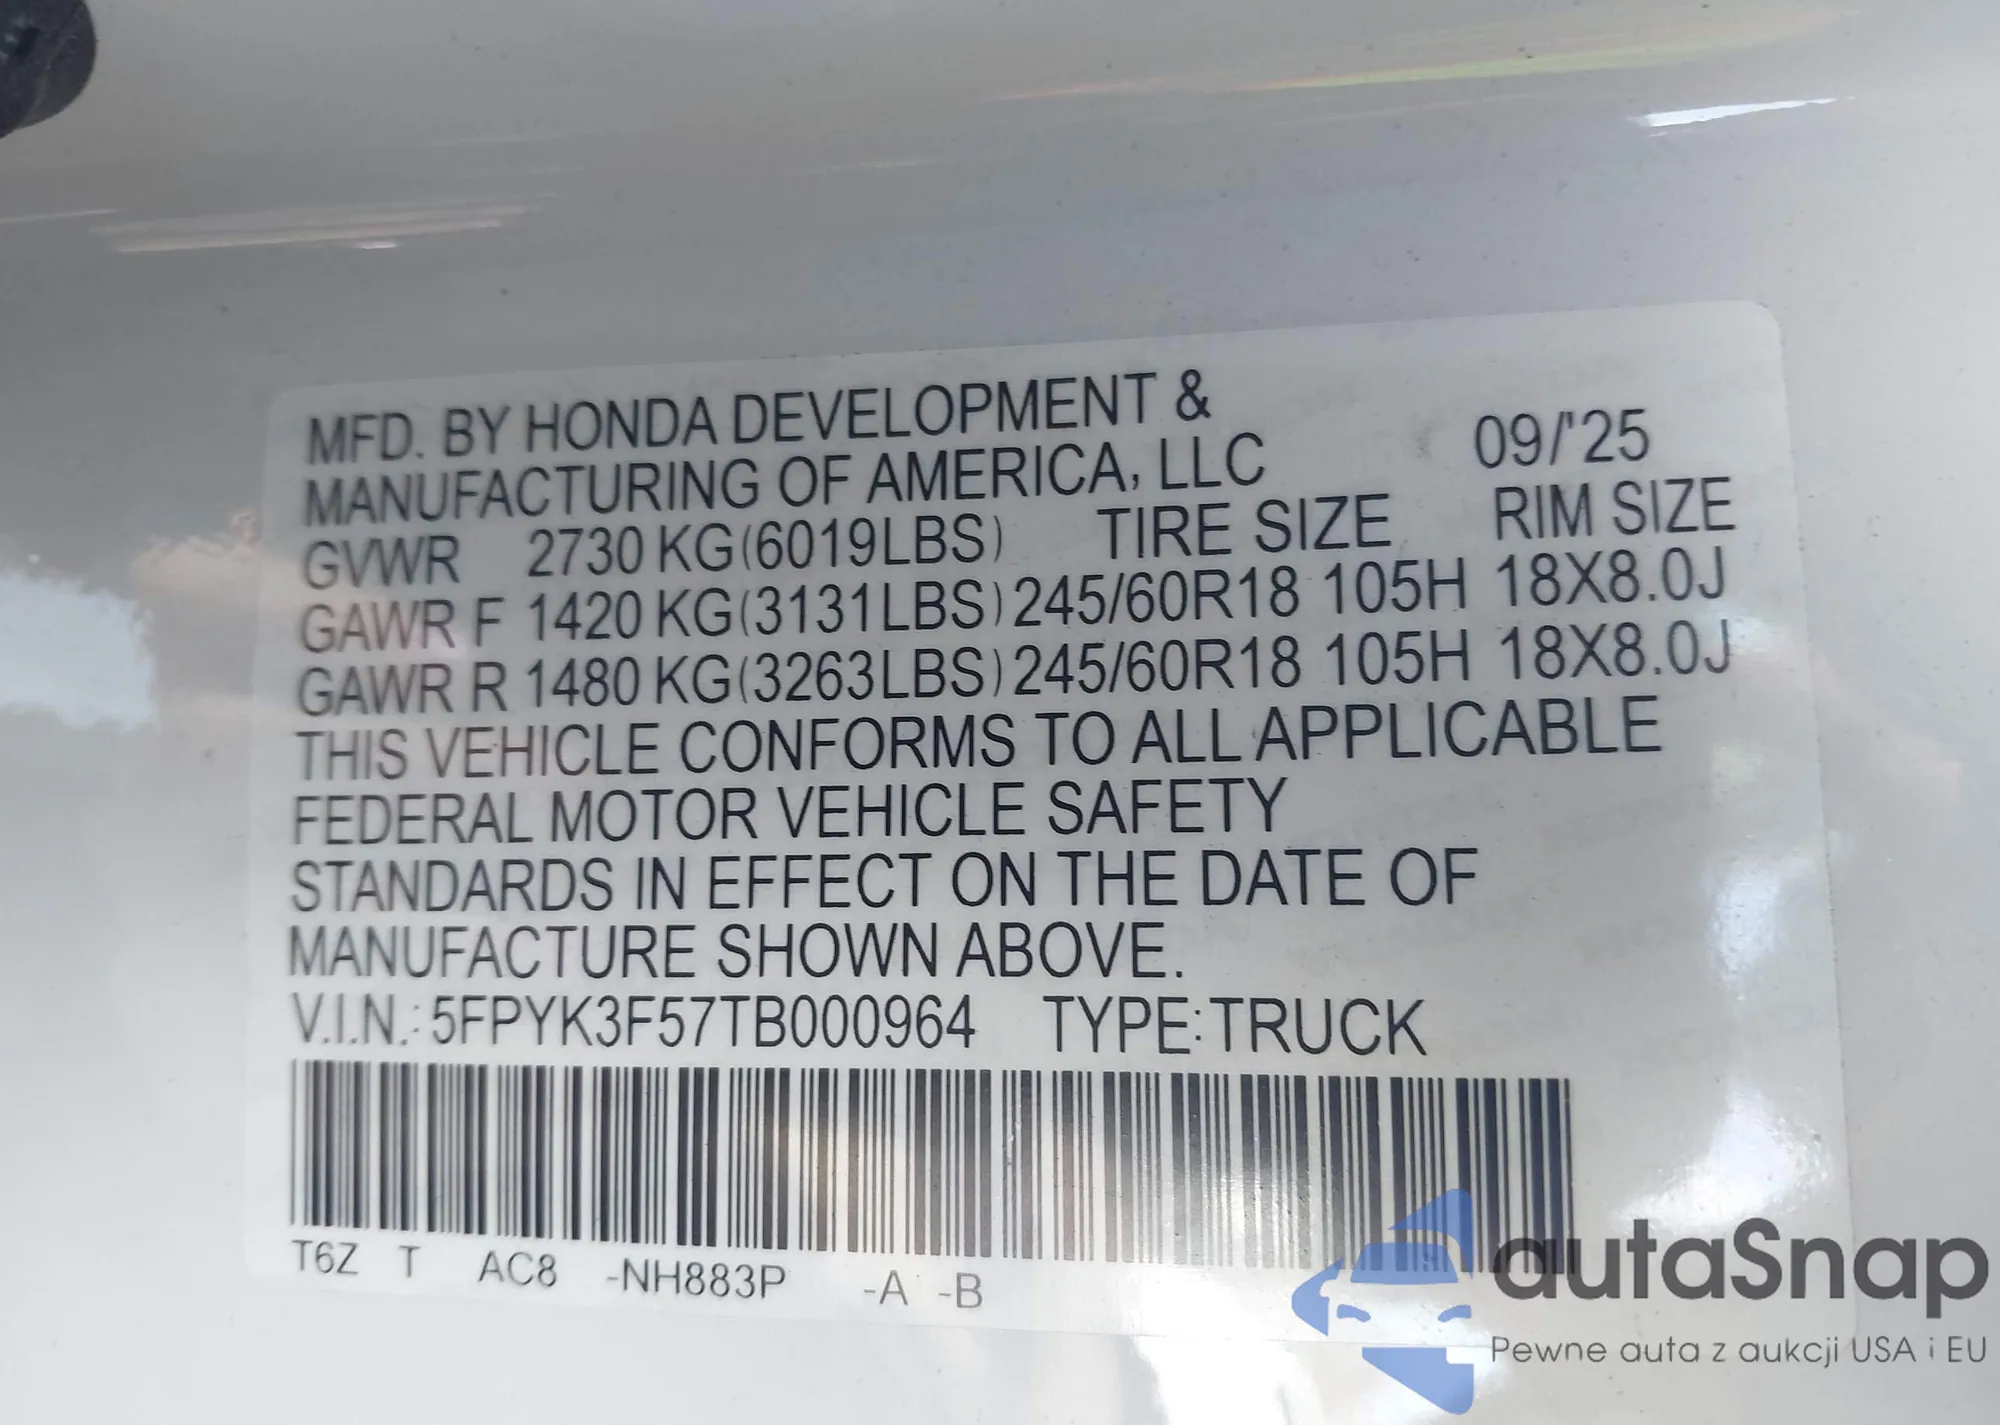 MFD. BY HONDA DEVELOPMENT &
MANUFACTURING OF AMERICA, LLC 09/'25
GVWR 2730 KG(6019LBS) TIRE SIZE RIM SIZE
GAWR F 1420 KG(3131LBS) 245/60R18 105H 18X8.0J
GAWR R 1480 KG(3263LBS) 245/60R18 105H 18X8.0J
THIS VEHICLE CONFORMS TO ALL APPLICABLE
FEDERAL MOTOR VEHICLE SAFETY
STANDARDS IN EFFECT ON THE DATE OF
MANUFACTURE SHOWN ABOVE.
V.I.N.: 5FPYK3F57TB000964 TYPE: TRUCK
T6Z T AC8 -NH883P -A -B
autaSnap
Pewne auta z aukcji USA i EU